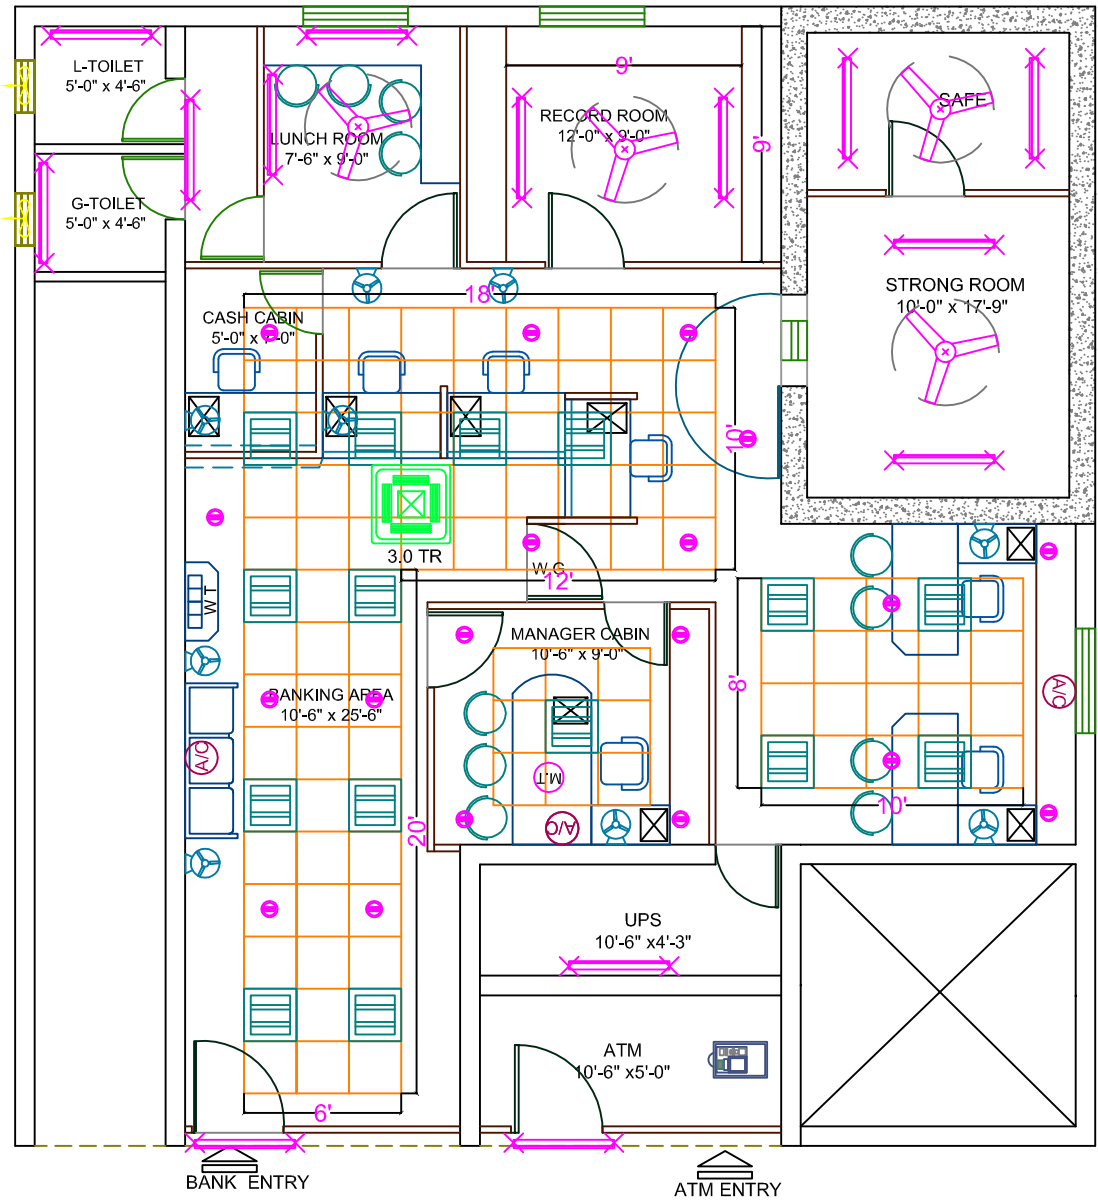 L-TOILET
5'-0" x 4'-6"
G-TOILET
5'-0" x 4'-6"
LUNCH ROOM
7'-6" x 9'-0"
9'
RECORD ROOM
12'-0" x 9'-0"
9'
SAFE
STRONG ROOM
10'-0" x 17'-9"
18'
CASH CABIN
5'-0" x 7'-0"
10'
3.0 TR
W.G
12'
W.T
MANAGER CABIN
10'-6" x 9'-0"
8'
A/C
BANKING AREA
10'-6" x 25'-6"
A/C
M.T
A/C
10'
20'
UPS
10'-6" x4'-3"
ATM
10'-6" x5'-0"
6'
BANK ENTRY
ATM ENTRY